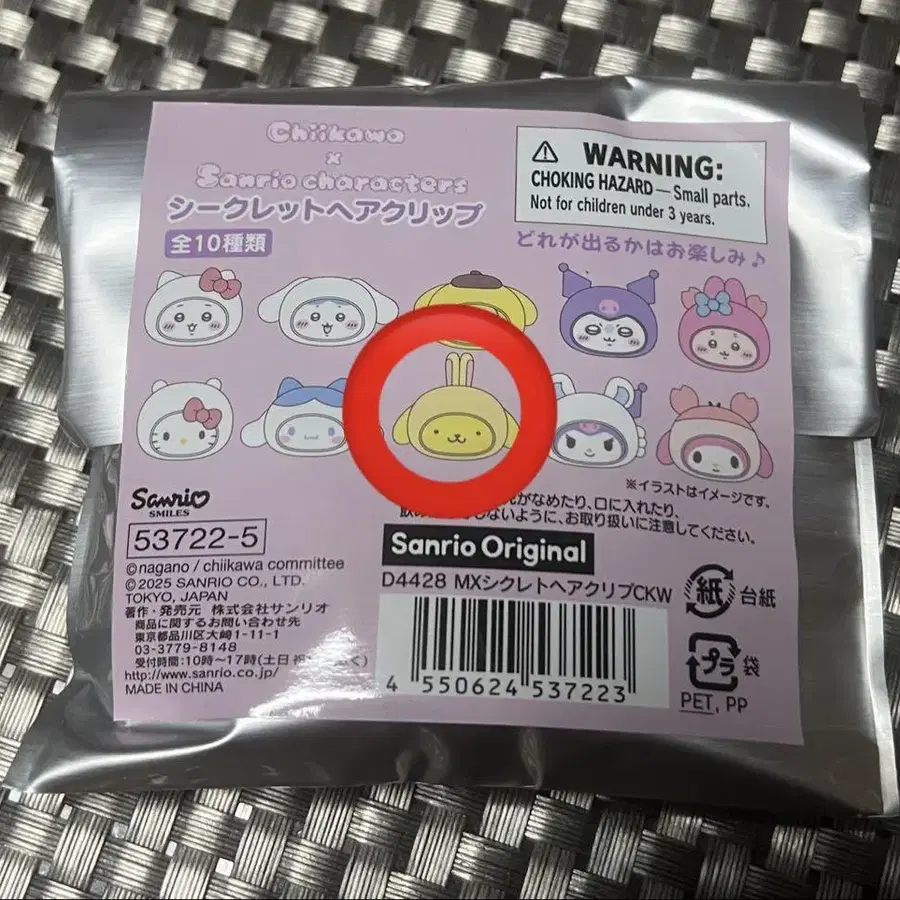 Chiikawa
×
Sanrio characters
シークレットヘアクリップ
全10種類
WARNING:
CHOKING HAZARD — Small parts.
Not for children under 3 years.
どれが出るかはお楽しみ♪
※イラストはイメージです。
がなめたり、口に入れたり、
しないように、お取り扱いに注意してください。
Sanrio
SMILES
53722-5
©nagano / chiikawa committee
©2025 SANRIO CO., LTD.
TOKYO, JAPAN
著作・発売元 株式会社サンリオ
商品に関するお問い合わせ先
東京都品川区大崎1-11-1
03-3779-8148
受付時間:10時~17時(土日祝く)
http://www.sanrio.co.jp/
MADE IN CHINA
Sanrio Original
D4428 MXシクレトヘアクリプCKW
4 550624 537223
紙 台紙
プラ 袋
PET, PP